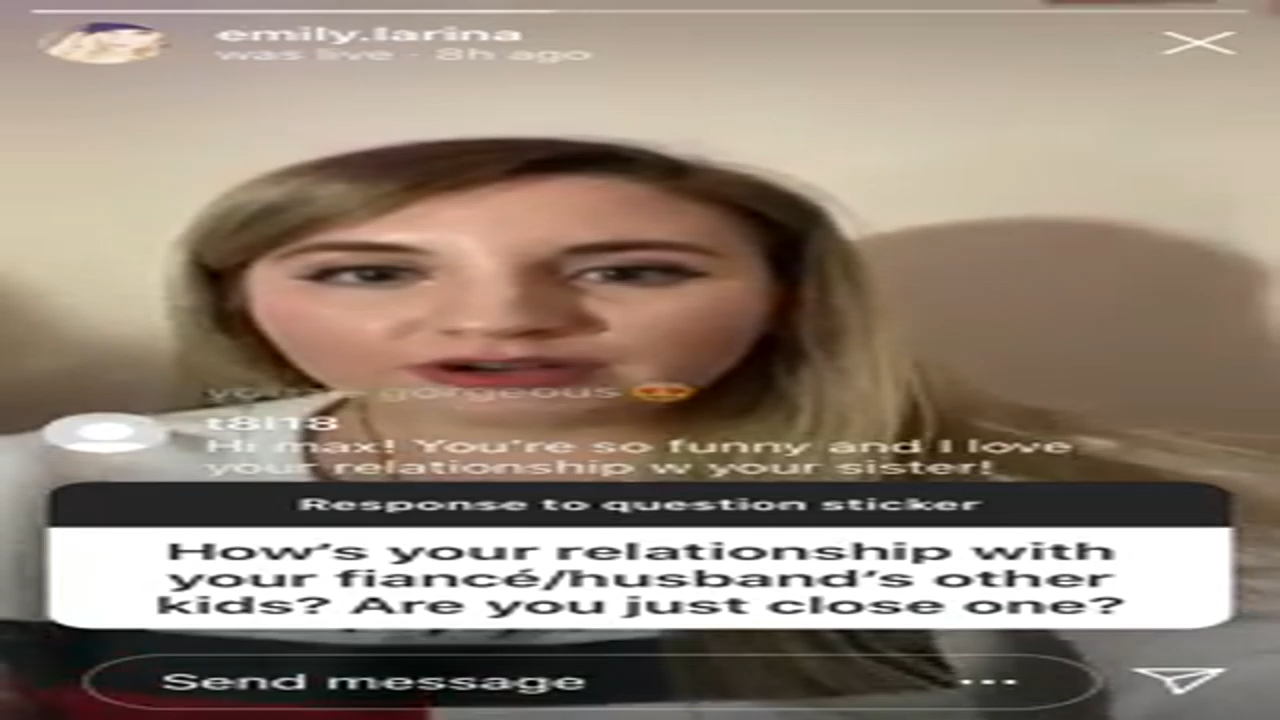 emily.larina
was live · 8h ago
gorgeous
t8l18
Hi max! You're so funny and I love
your relationship w your sister!
Response to question sticker
How's your relationship with
your fiancé/husband's other
kids? Are you just close one?
Send message